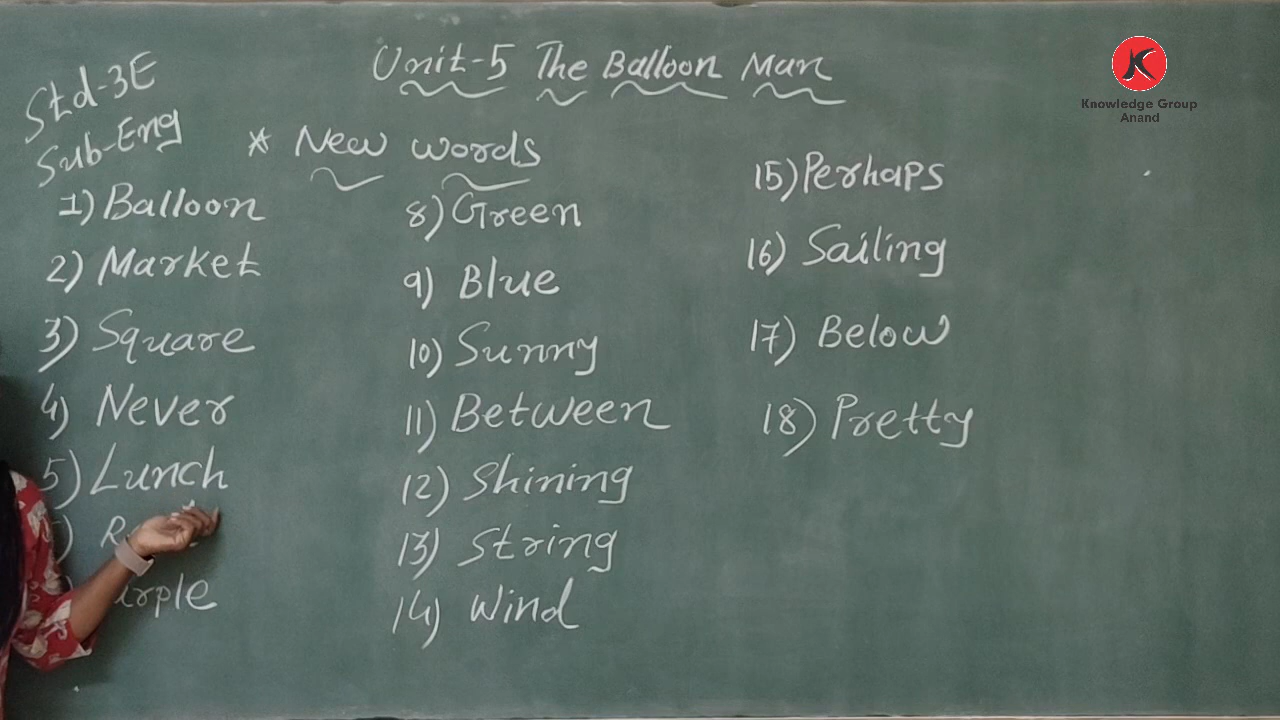 Std-3E
Sub-Eng
Unit-5 The Balloon Man
* New words
1) Balloon
2) Market
3) Square
4) Never
5) Lunch
8) Green
9) Blue
10) Sunny
11) Between
12) Shining
13) String
14) Wind
15) Perhaps
16) Sailing
17) Below
18) Pretty
Knowledge Group
Anand